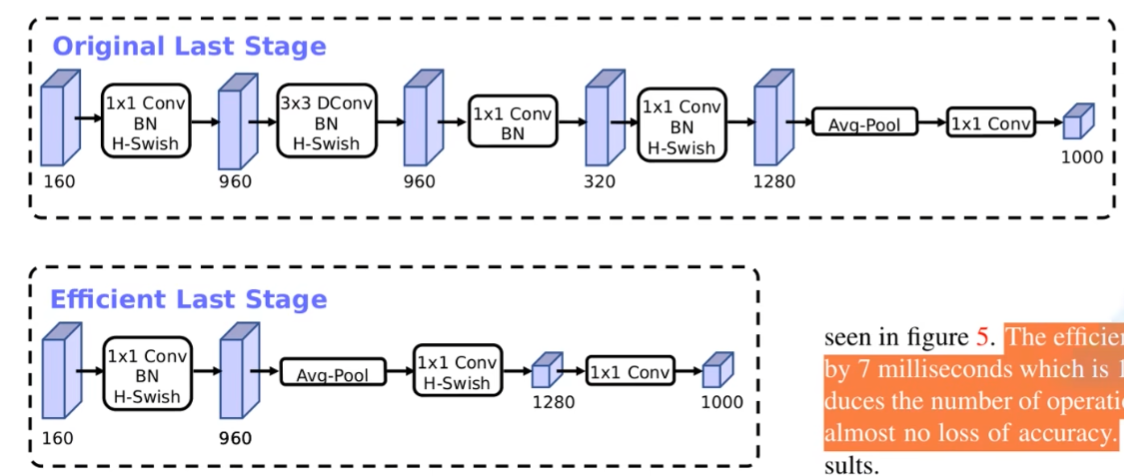 Original Last Stage
1x1 Conv
BN
H-Swish
3x3 DConv
BN
H-Swish
1x1 Conv
BN
1x1 Conv
BN
H-Swish
Avg-Pool
1x1 Conv
160
960
960
320
1280
1000
Efficient Last Stage
1x1 Conv
BN
H-Swish
Avg-Pool
1x1 Conv
H-Swish
1x1 Conv
160
960
1280
1000
seen in figure 5. The
by 7 milliseconds which is
duces the number of
almost no loss of accuracy.
sults.